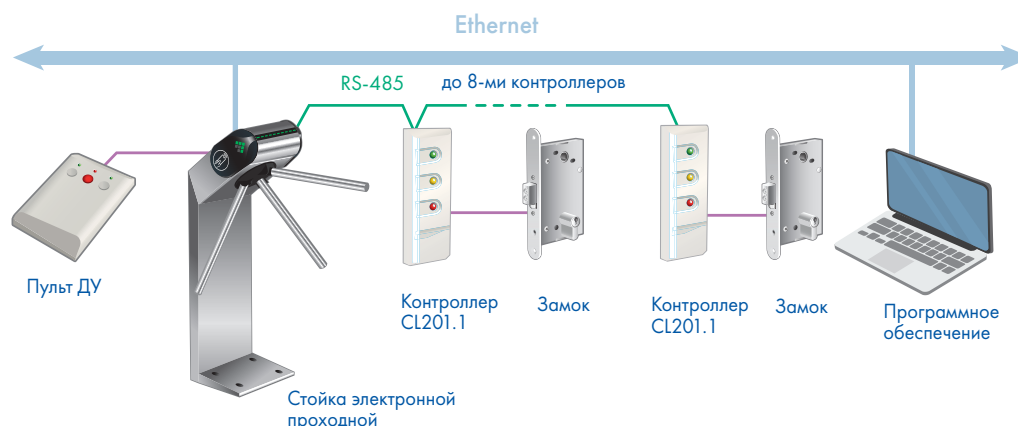 Ethernet
RS-485
до 8-ми контроллеров
Пульт ДУ
Стойка электронной
проходной
Контроллер
CL201.1
Замок
Контроллер
CL201.1
Замок
Программное
обеспечение